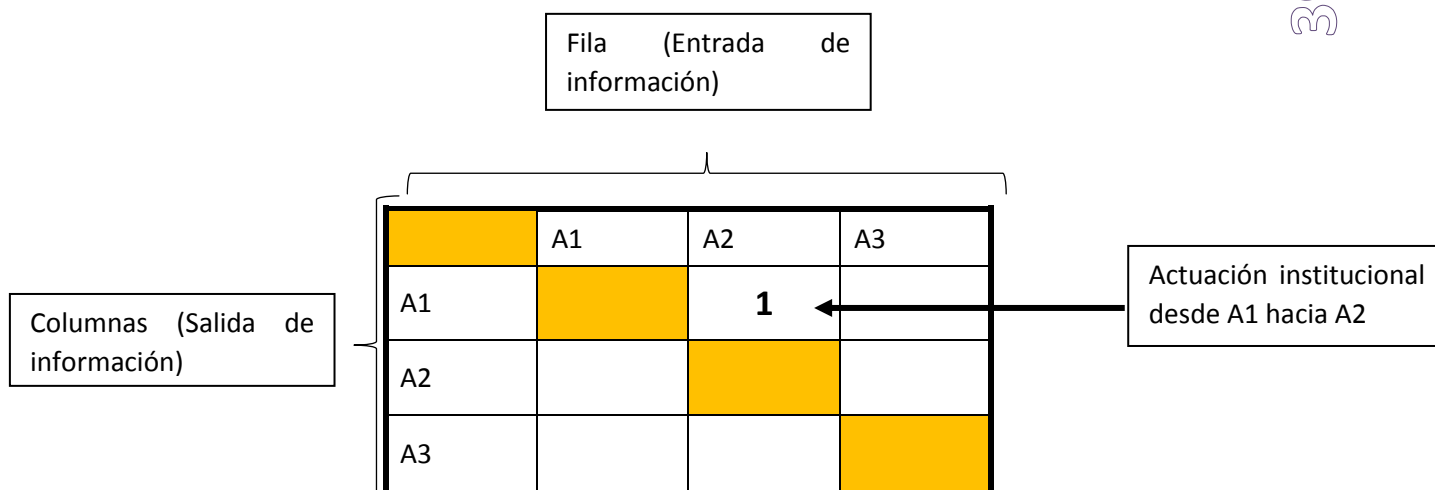 Fila (Entrada de
información)
A1 A2 A3
A1 1
A2
A3
Columnas (Salida de
información)
Actuación institucional
desde A1 hacia A2